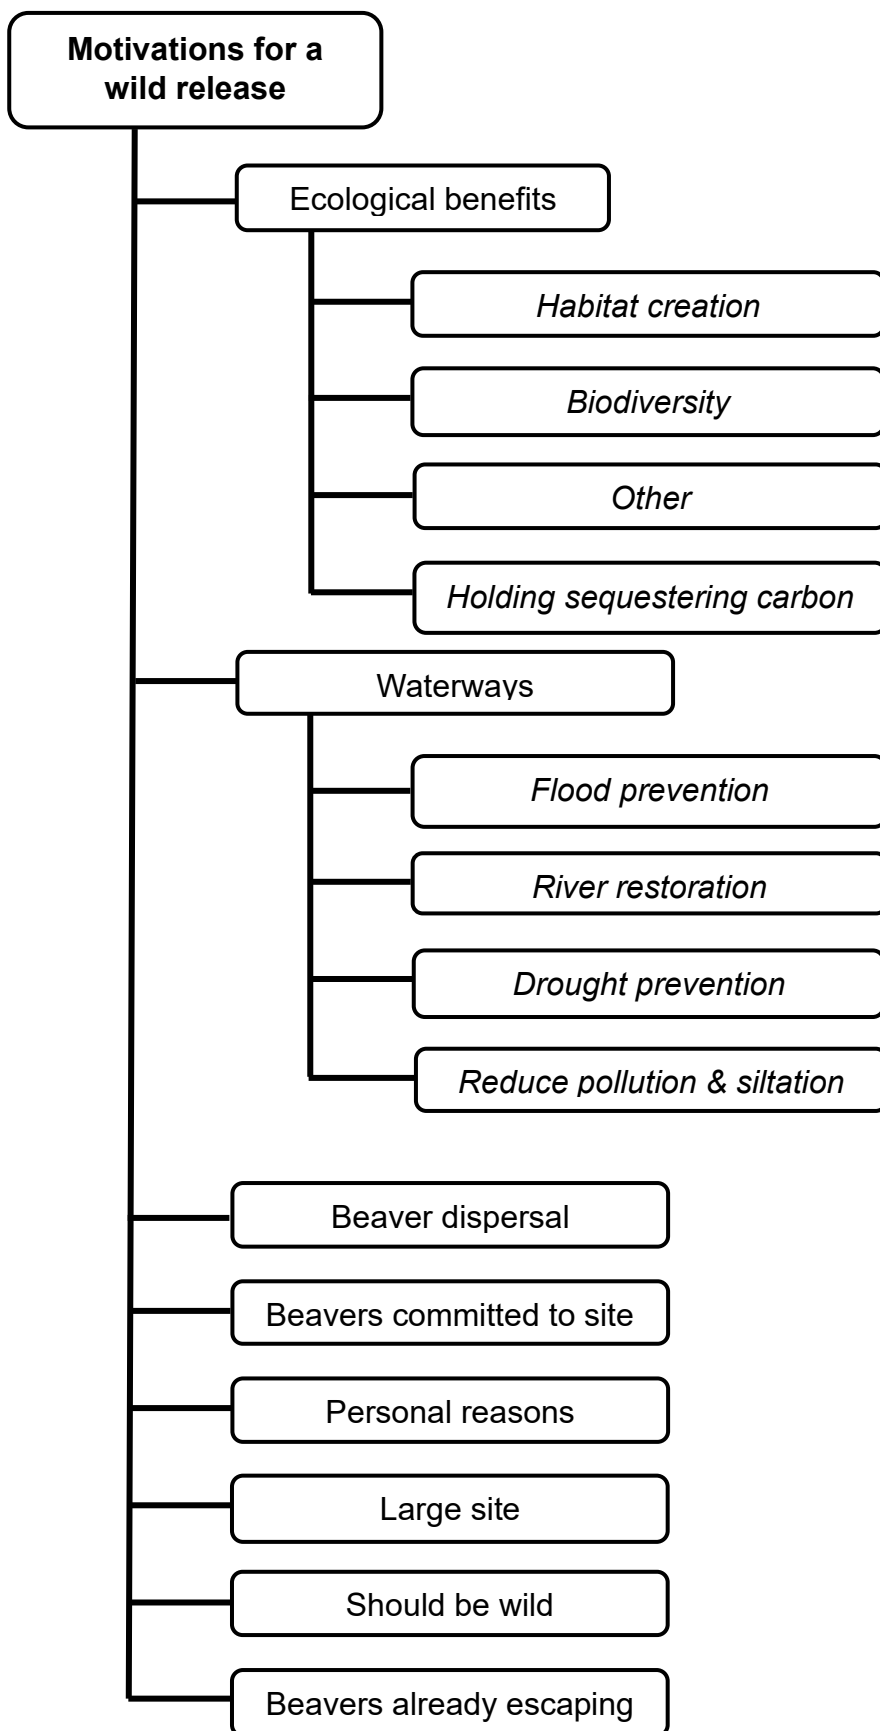 Motivations for a
wild release
Ecological benefits
Habitat creation
Biodiversity
Other
Holding sequestering carbon
Waterways
Flood prevention
River restoration
Drought prevention
Reduce pollution & siltation
Beaver dispersal
Beavers committed to site
Personal reasons
Large site
Should be wild
Beavers already escaping